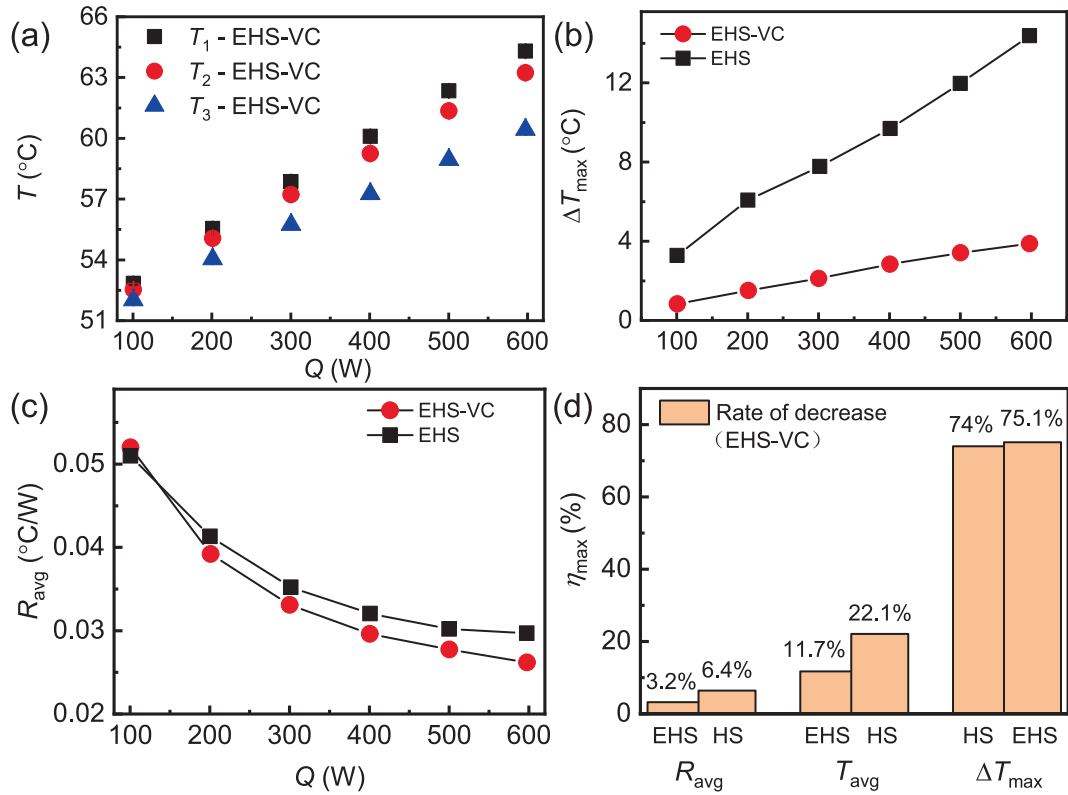 (a)
T1 - EHS-VC
T2 - EHS-VC
T3 - EHS-VC
T (°C)
66
63
60
57
54
51
100 200 300 400 500 600
Q (W)
(b)
EHS-VC
EHS
ΔTmax (°C)
12
8
4
0
100 200 300 400 500 600
Q (W)
(c)
EHS-VC
EHS
Ravg (°C/W)
0.05
0.04
0.03
0.02
100 200 300 400 500 600
Q (W)
(d)
Rate of decrease
（EHS-VC）
ηmax (%)
80
60
40
20
0
3.2% 6.4% 11.7% 22.1% 74% 75.1%
EHS HS EHS HS HS EHS
Ravg Tavg ΔTmax